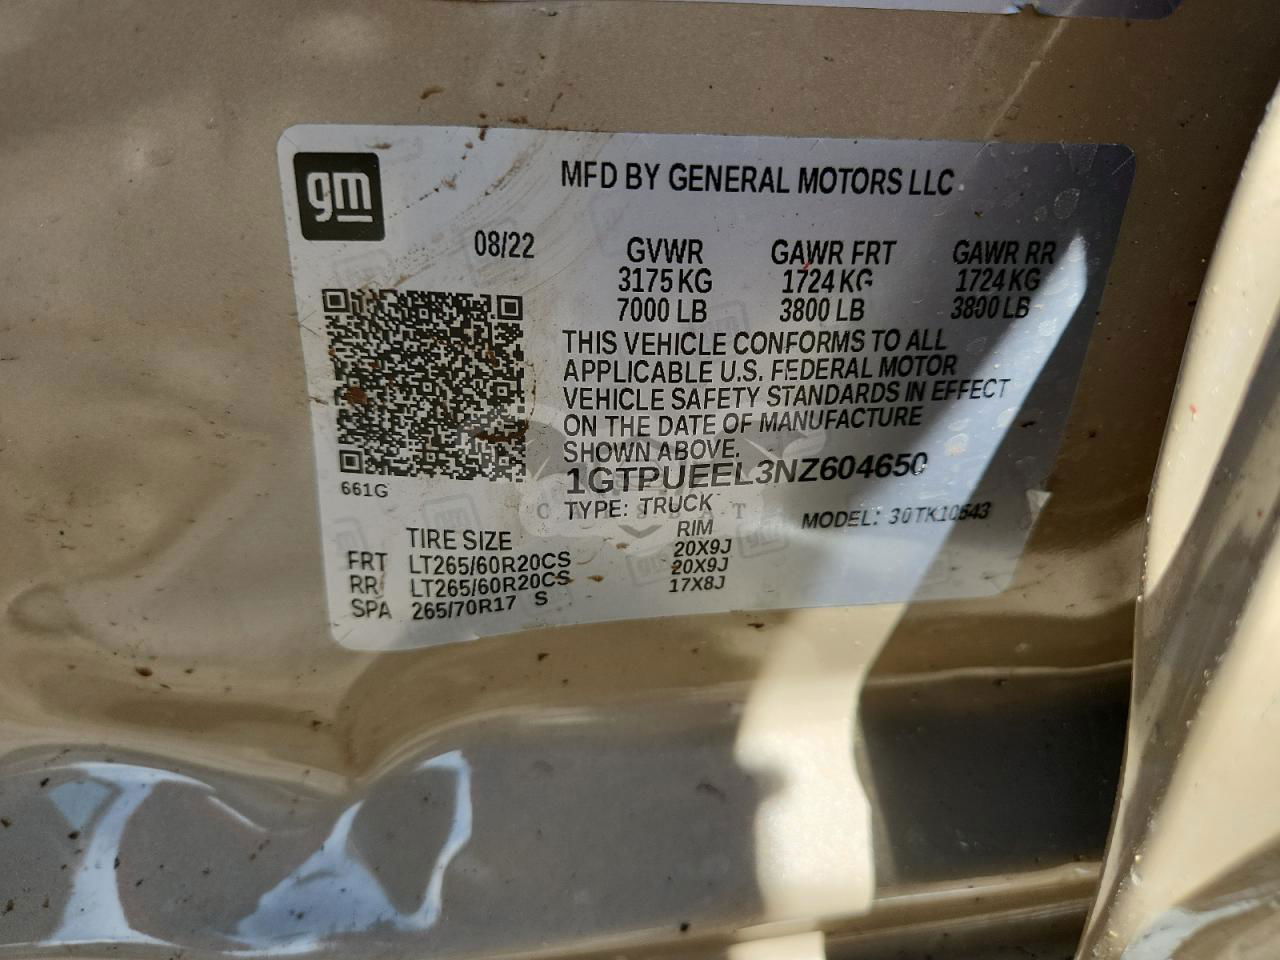 gm
MFD BY GENERAL MOTORS LLC
08/22
GVWR GAWR FRT GAWR RR
3175 KG 1724 KG 1724 KG
7000 LB 3800 LB 3800 LB
THIS VEHICLE CONFORMS TO ALL
APPLICABLE U.S. FEDERAL MOTOR
VEHICLE SAFETY STANDARDS IN EFFECT
ON THE DATE OF MANUFACTURE
SHOWN ABOVE.
1GTPUEEL3NZ604650
661G
TYPE: TRUCK MODEL: 30TK10543
TIRE SIZE RIM
FRT LT265/60R20CS 20X9J
RR LT265/60R20CS 20X9J
SPA 265/70R17 S 17X8J